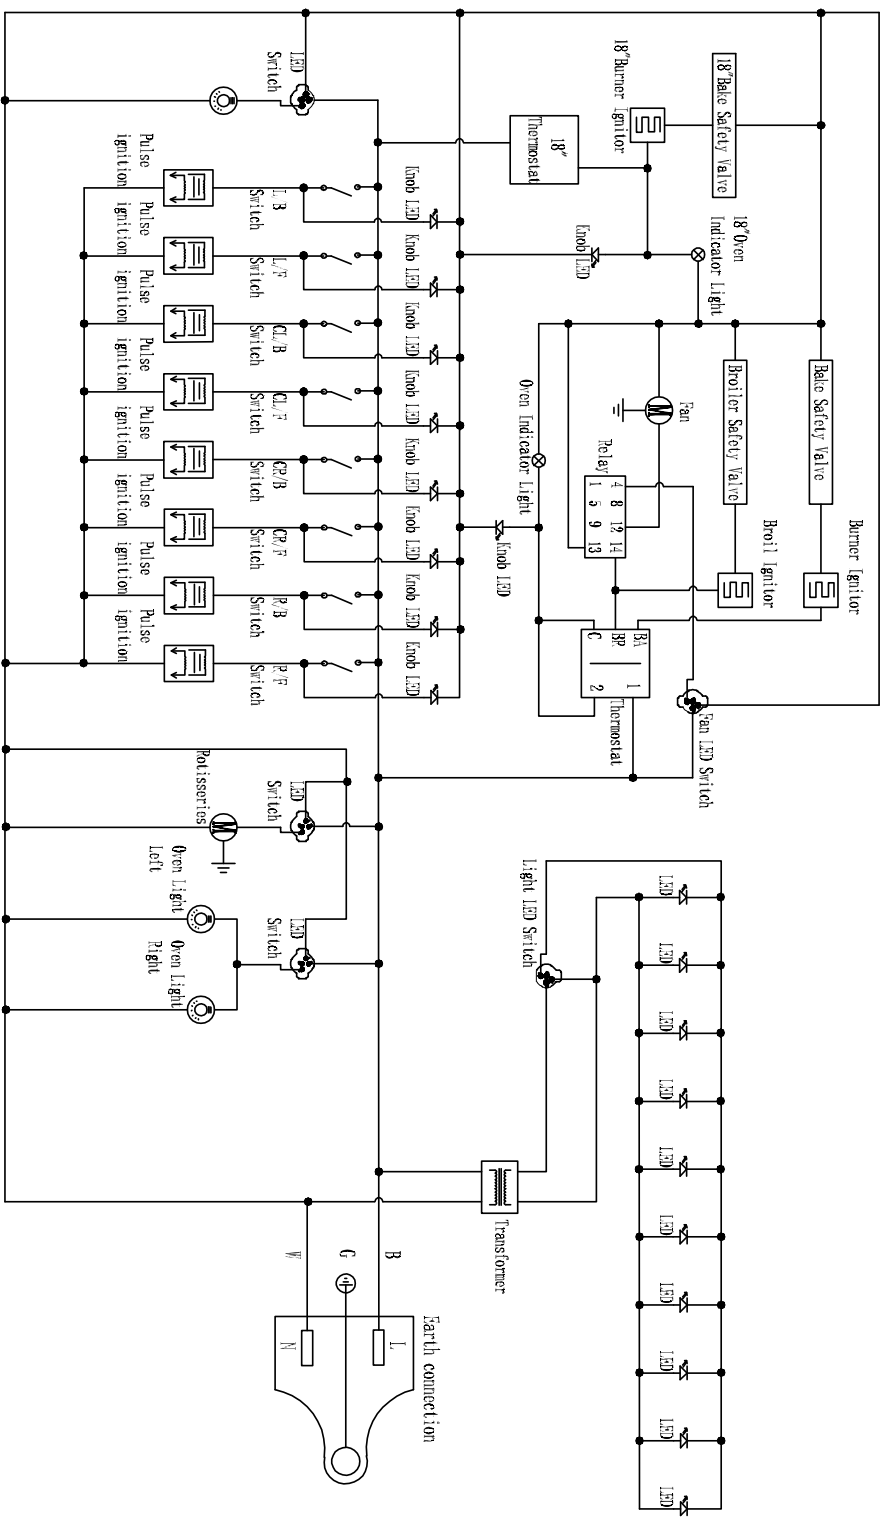 Burner Ignitor
Bake Safety Valve
Broil Ignitor
18"Oven
Indicator Light
Broiler Safety Valve
18"Bake Safety Valve
Fan LED Switch
Fan
LED
LED
LED
LED
LED
LED
LED
LED
LED
LED
BA
BR
C
1
2
Thermostat
18"Burner Ignitor
Relay
4 8 12 14
1 5 9 13
Knob LED
18"
Thermostat
Light LED Switch
Oven Indicator Light
Knob LED
Transformer
Earth connection
Knob LED
Knob LED
Knob LED
Knob LED
Knob LED
Knob LED
Knob LED
Knob LED
B
L
G
W
N
LED
Switch
L/B
Switch
L/F
Switch
CL/B
Switch
CL/F
Switch
CR/B
Switch
CR/F
Switch
R/B
Switch
R/F
Switch
LED
Switch
LED
Switch
Rotisseries
Oven Light
Left
Oven Light
Right
Pulse
ignition
Pulse
ignition
Pulse
ignition
Pulse
ignition
Pulse
ignition
Pulse
ignition
Pulse
ignition
Pulse
ignition